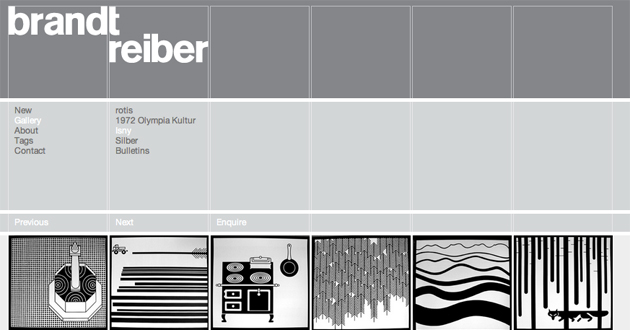 brandt
reiber
New
Gallery
About
Tags
Contact
rotis
1972 Olympia Kultur
Isny
Silber
Bulletins
Previous
Next
Enquire